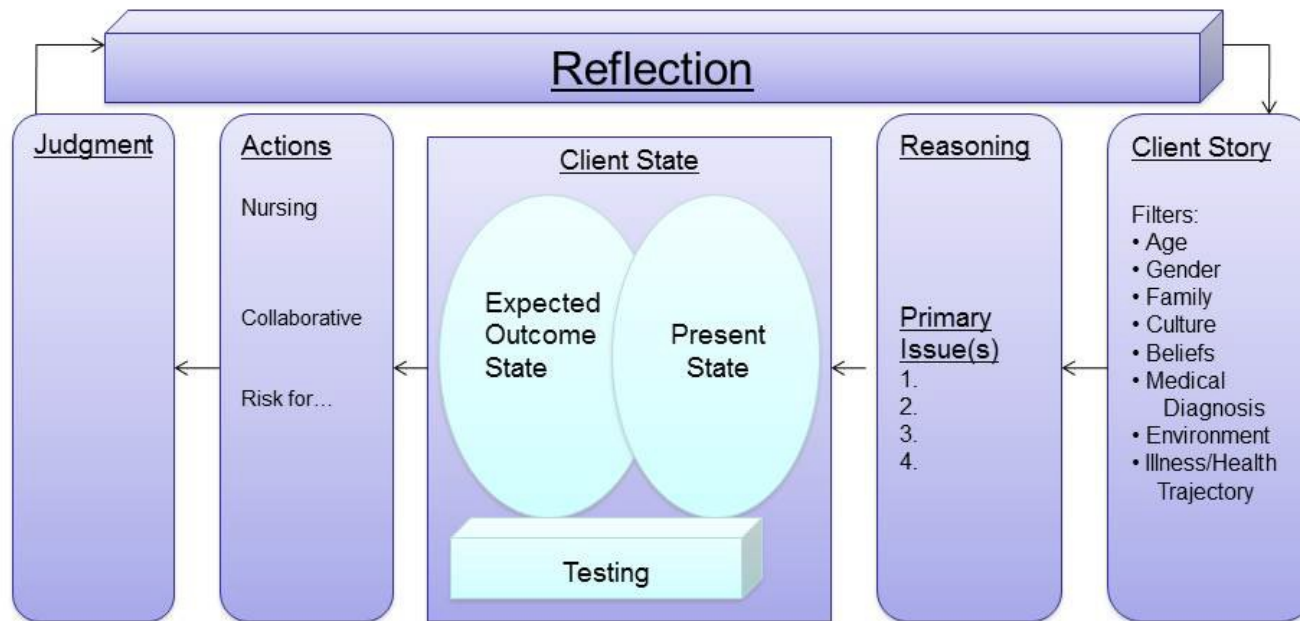 Reflection
Judgment
Actions
Nursing
Collaborative
Risk for…
Client State
Expected
Outcome
State
Present
State
Testing
Reasoning
Primary
Issue(s)
1.
2.
3.
4.
Client Story
Filters:
• Age
• Gender
• Family
• Culture
• Beliefs
• Medical
Diagnosis
• Environment
• Illness/Health
Trajectory